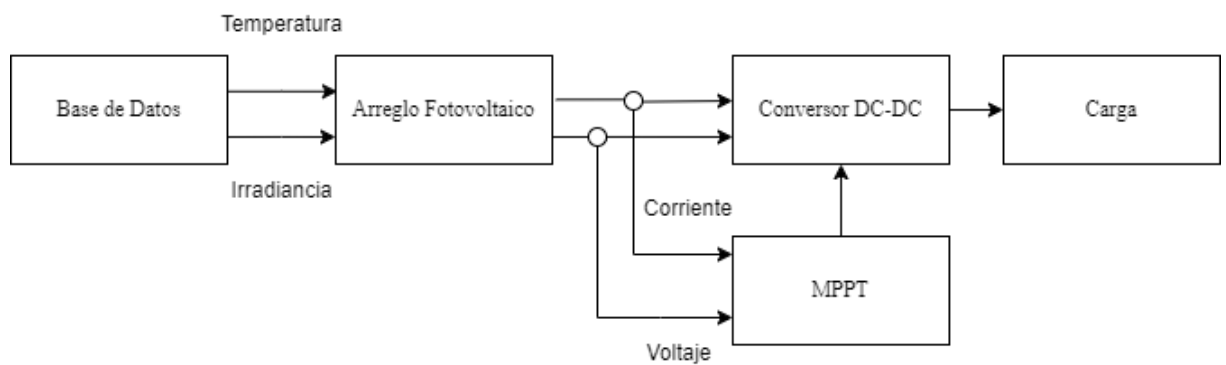 Temperatura
Base de Datos
Arreglo Fotovoltaico
Conversor DC-DC
Carga
Irradiancia
Corriente
MPPT
Voltaje